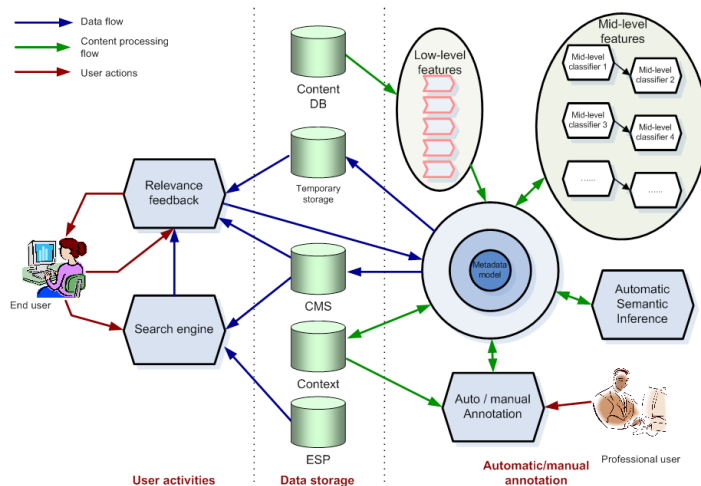 Data flow
Content processing
flow
User actions
Content
DB
Low-level
features
Mid-level
features
Mid-level
classifier 1
Mid-level
classifier 2
Mid-level
classifier 3
Mid-level
classifier 4
......
......
Relevance
feedback
Temporary
storage
Metadata
model
End user
Search engine
CMS
Automatic
Semantic
Inference
Context
Auto / manual
Annotation
Professional user
ESP
User activities
Data storage
Automatic/manual
annotation